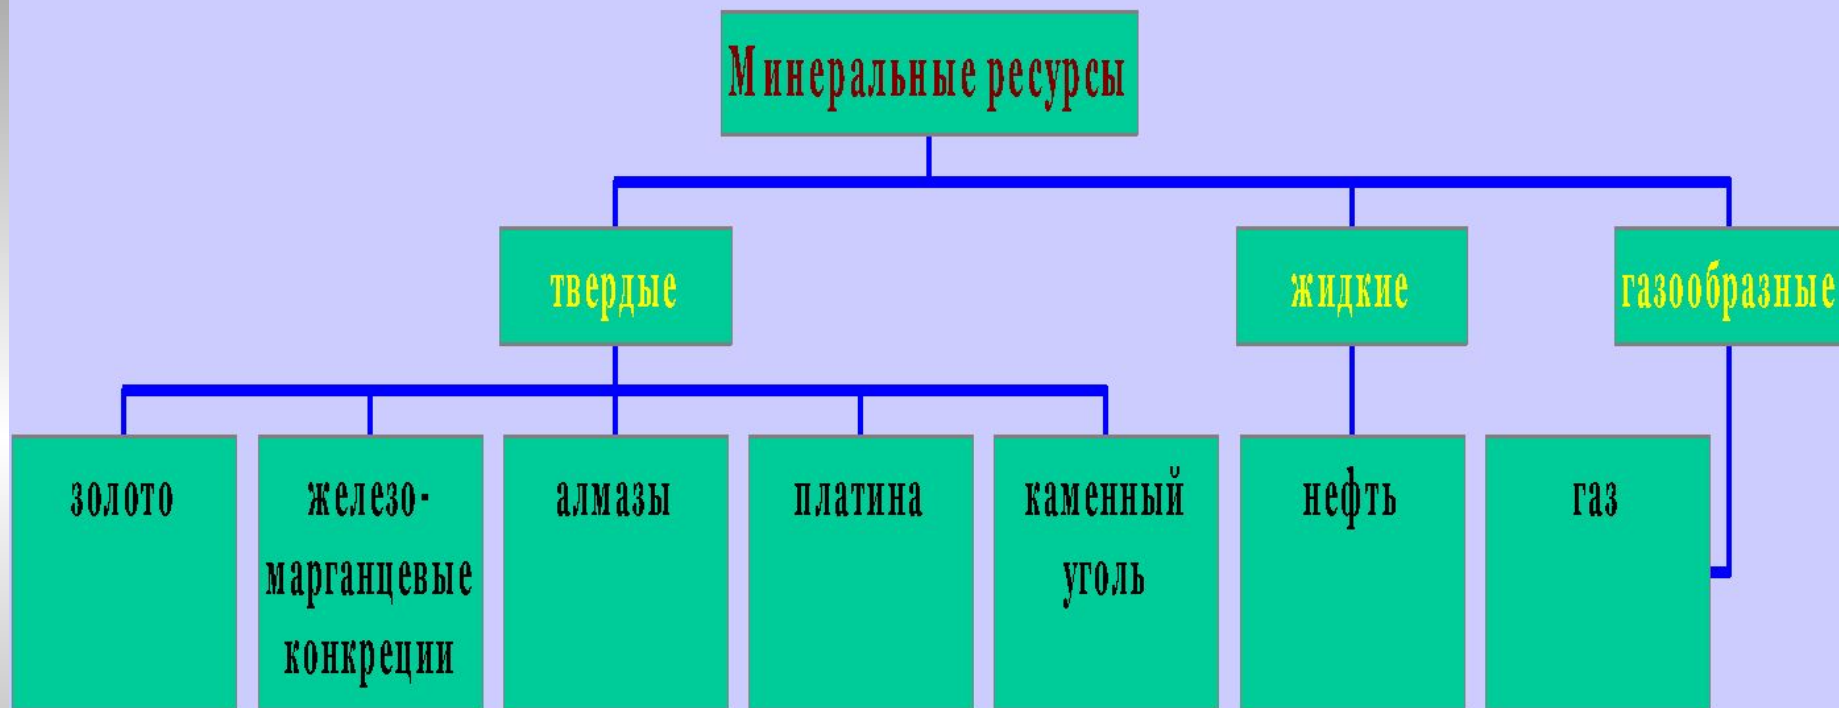 Минеральные ресурсы
твердые
жидкие
газообразные
золото
железо-
марганцевые
конкреции
алмазы
платина
каменный
уголь
нефть
газ